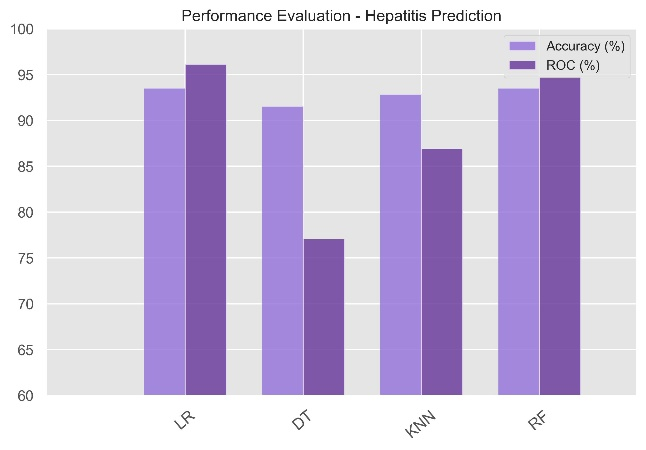 Performance Evaluation - Hepatitis Prediction
Accuracy (%)
ROC (%)
100
95
90
85
80
75
70
65
60
LR
DT
KNN
RF